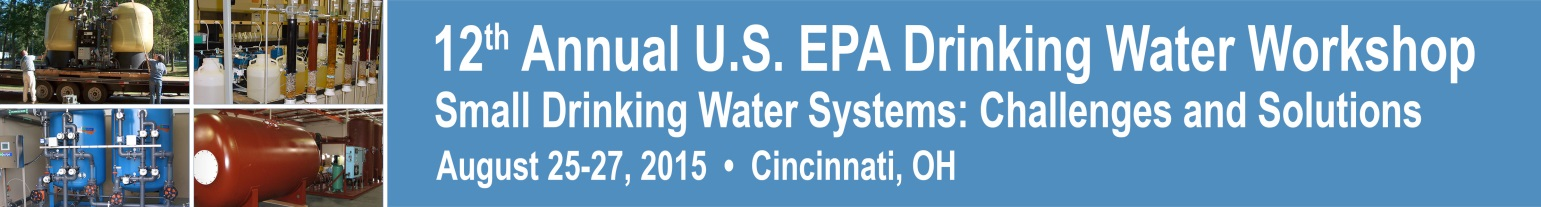 12th Annual U.S. EPA Drinking Water Workshop
Small Drinking Water Systems: Challenges and Solutions
August 25-27, 2015 • Cincinnati, OH